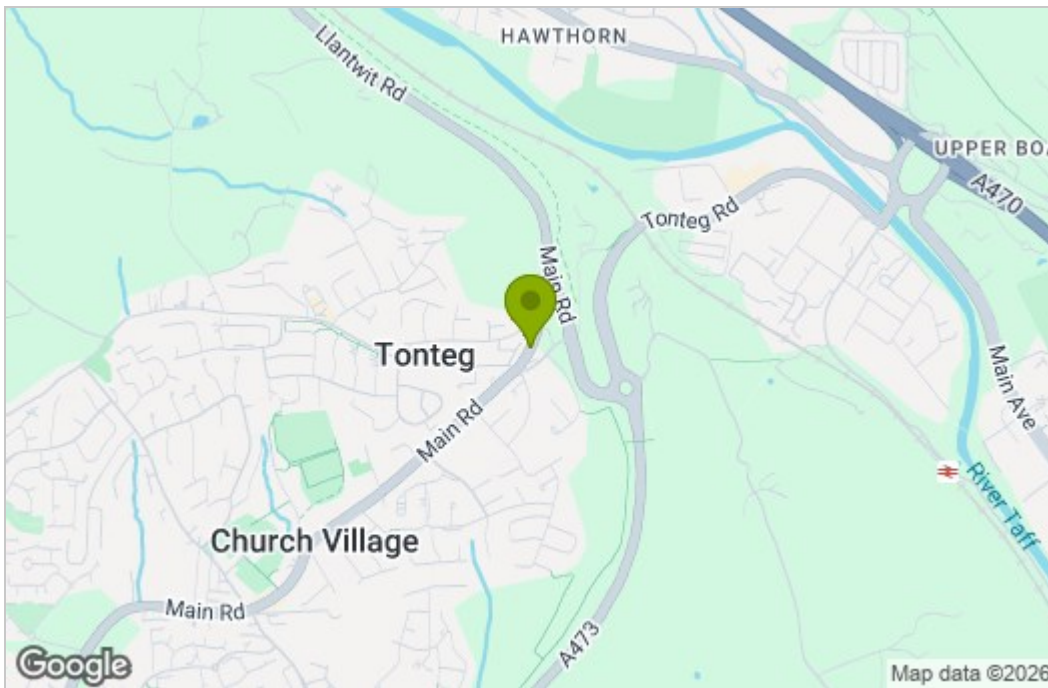 HAWTHORN
Llantwit Rd
UPPER BOA
A470
Tonteg Rd
Main Rd
Tonteg
Main Ave
Main Rd
River Taff
Church Village
Main Rd
A473
Google
Map data ©2026